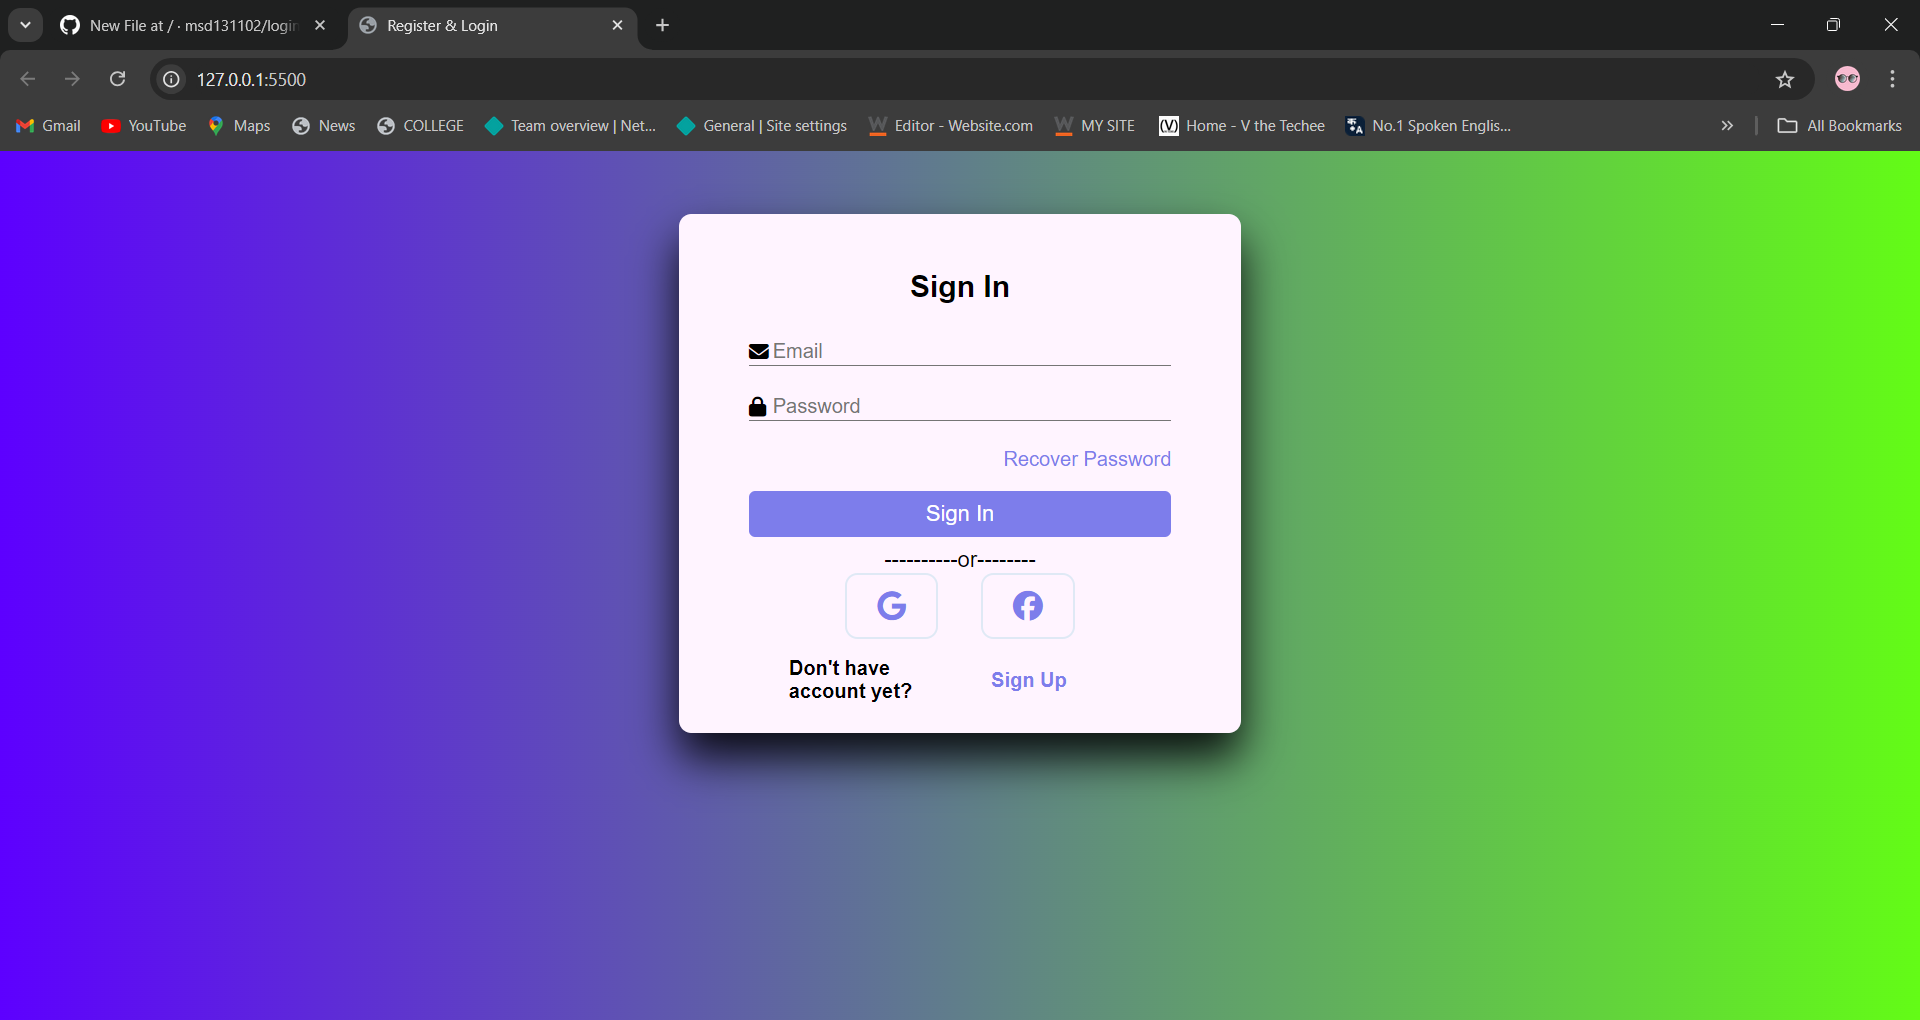 New File at / · msd131102/login
Register & Login
127.0.0.1:5500
Gmail
YouTube
Maps
News
COLLEGE
Team overview | Net...
General | Site settings
Editor - Website.com
MY SITE
Home - V the Techee
No.1 Spoken Englis...
All Bookmarks
Sign In
Email
Password
Recover Password
Sign In
----------or--------
Don't have
account yet?
Sign Up